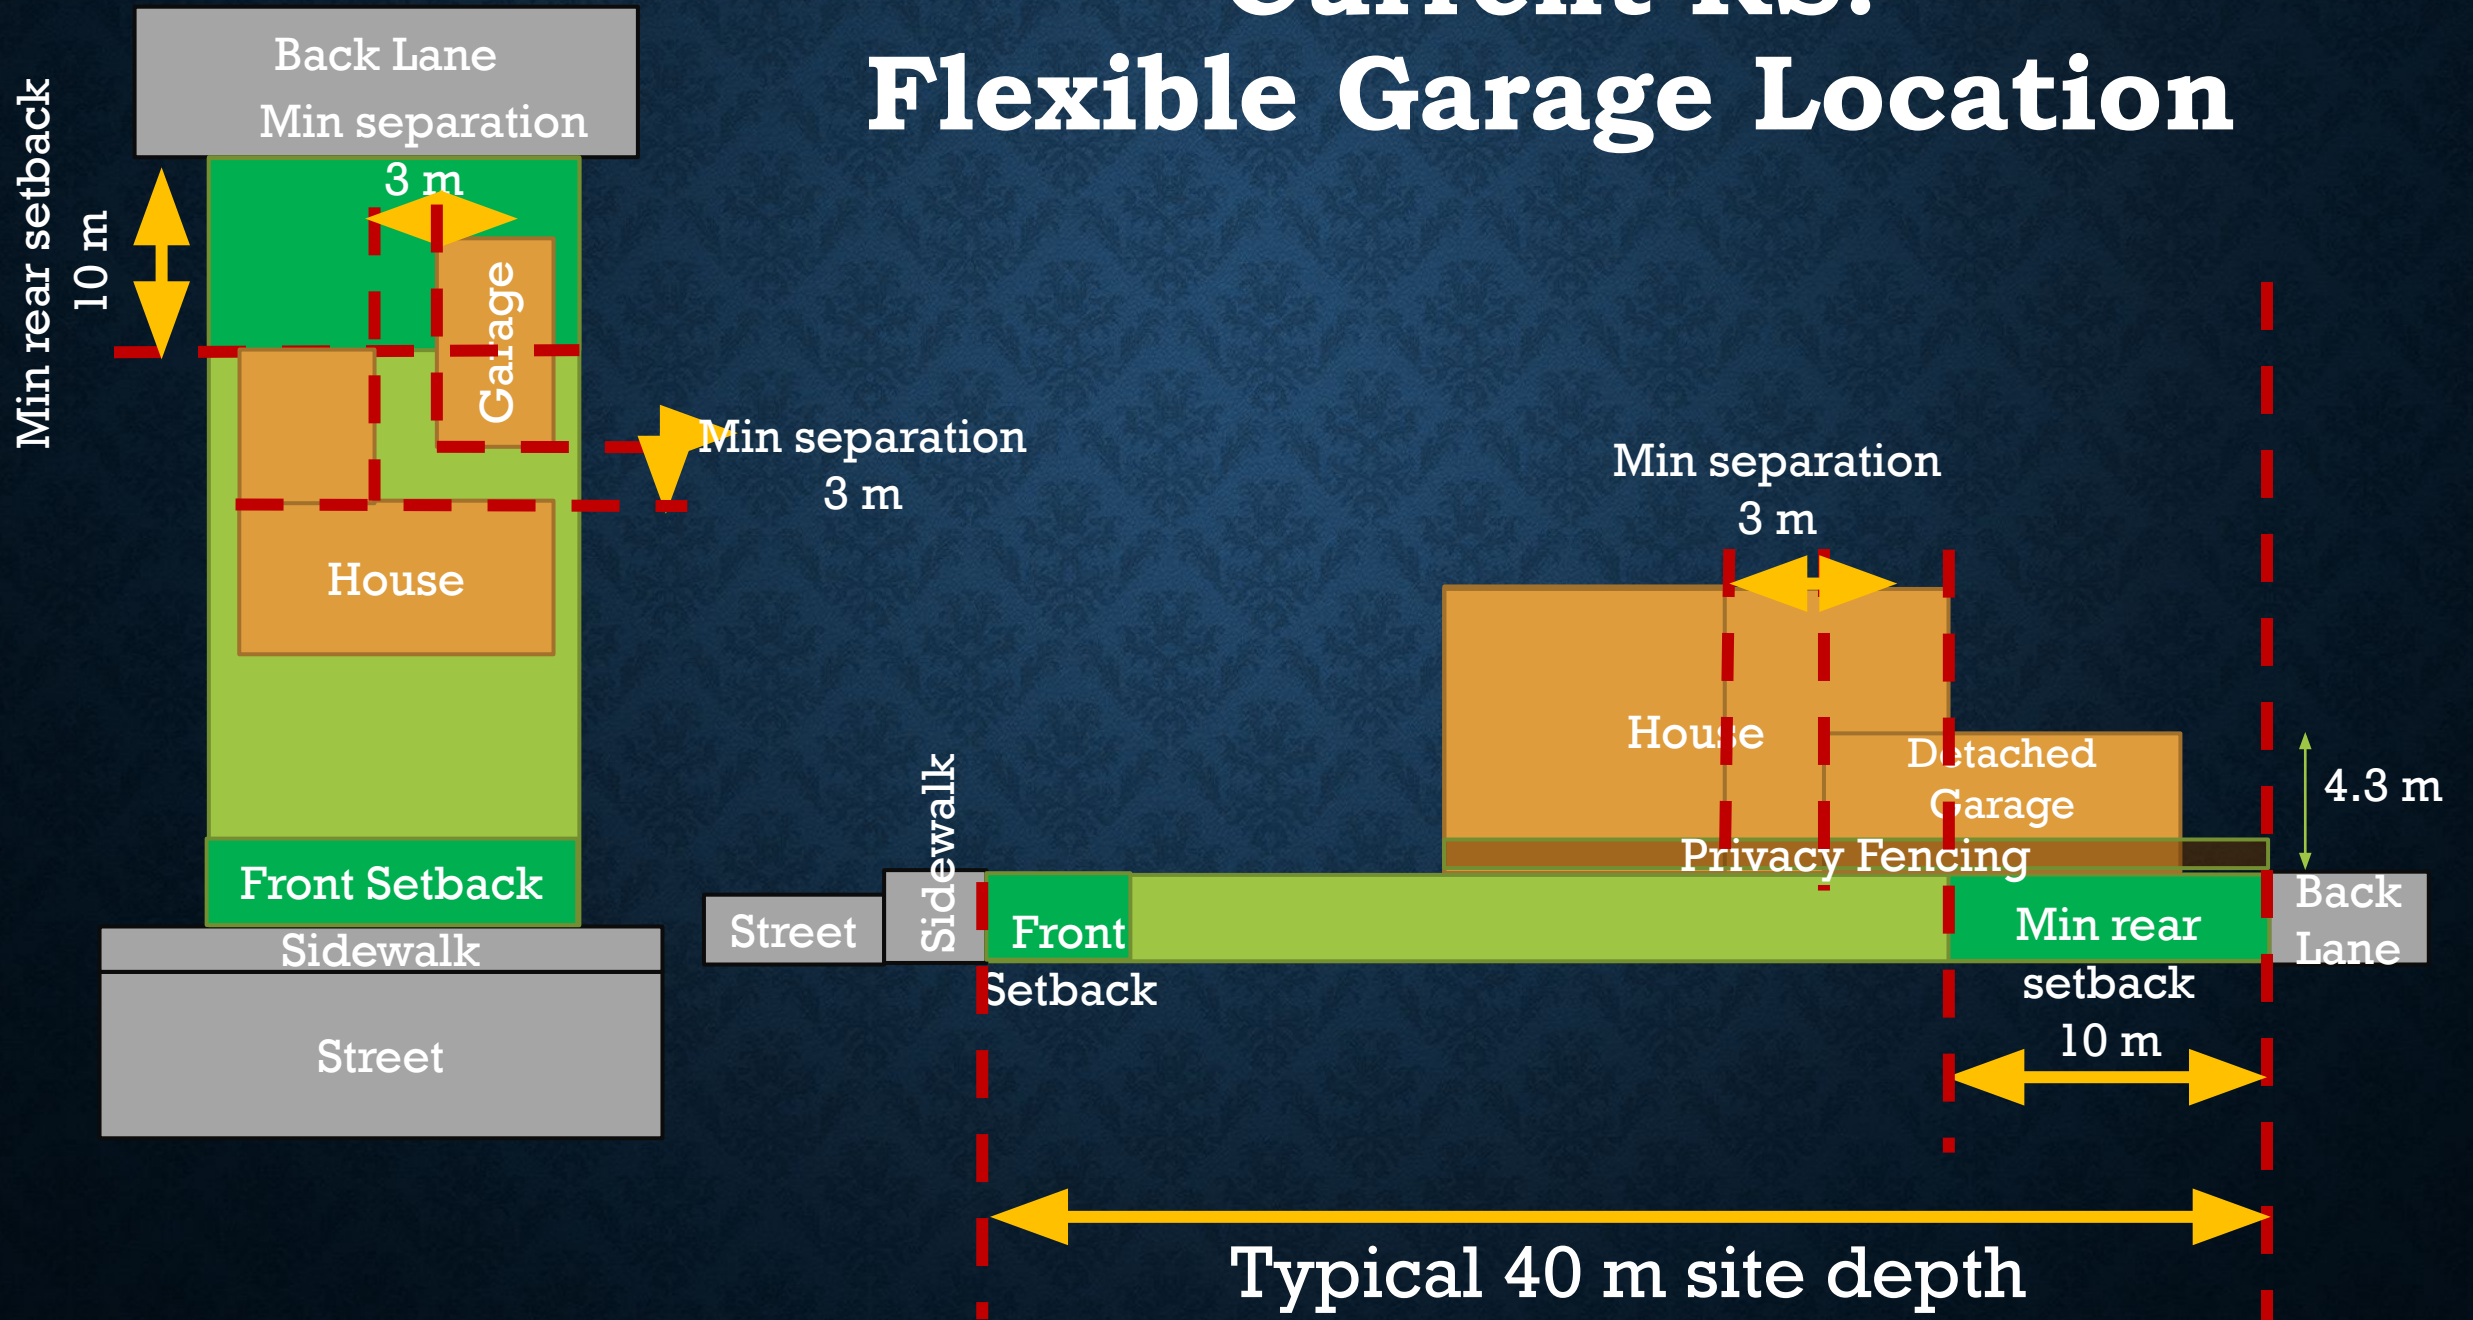 Current RS:
Flexible Garage Location
Back Lane
Min separation
3 m
Min rear setback
10 m
Garage
Min separation
3 m
House
Front Setback
Sidewalk
Street
Min separation
3 m
House
Detached
Garage
4.3 m
Privacy Fencing
Sidewalk
Street
Front
Setback
Min rear
setback
10 m
Back
Lane
Typical 40 m site depth